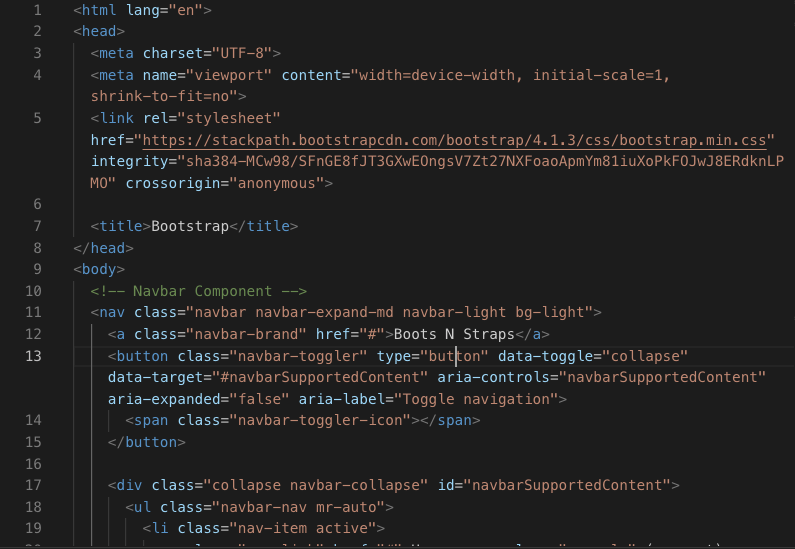 1 <html lang="en">
2 <head>
3 <meta charset="UTF-8">
4 <meta name="viewport" content="width=device-width, initial-scale=1,
shrink-to-fit=no">
5 <link rel="stylesheet"
href="https://stackpath.bootstrapcdn.com/bootstrap/4.1.3/css/bootstrap.min.css"
integrity="sha384-MCw98/SFnGE8fJT3GXwEOngsV7Zt27NXFoaoApmYm81iuXoPkFOJwJ8ERdknLP
MO" crossorigin="anonymous">
6
7 <title>Bootstrap</title>
8 </head>
9 <body>
10 <!-- Navbar Component -->
11 <nav class="navbar navbar-expand-md navbar-light bg-light">
12 <a class="navbar-brand" href="#">Boots N Straps</a>
13 <button class="navbar-toggler" type="button" data-toggle="collapse"
data-target="#navbarSupportedContent" aria-controls="navbarSupportedContent"
aria-expanded="false" aria-label="Toggle navigation">
14 <span class="navbar-toggler-icon"></span>
15 </button>
16
17 <div class="collapse navbar-collapse" id="navbarSupportedContent">
18 <ul class="navbar-nav mr-auto">
19 <li class="nav-item active">